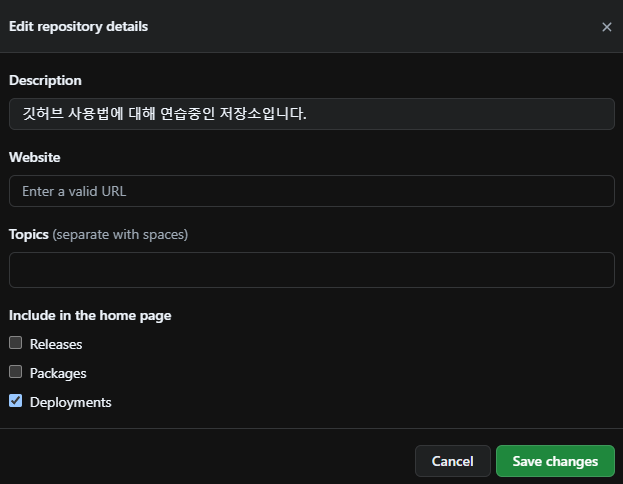 Edit repository details
Description
깃허브 사용법에 대해 연습중인 저장소입니다.
Website
Enter a valid URL
Topics (separate with spaces)
Include in the home page
Releases
Packages
Deployments
Cancel Save changes